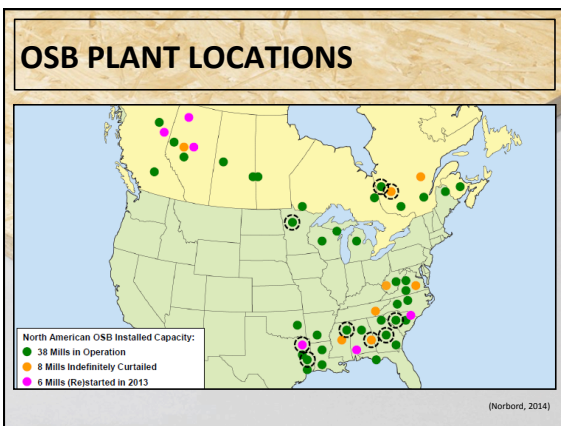 OSB PLANT LOCATIONS
North American OSB Installed Capacity:
38 Mills in Operation
8 Mills Indefinitely Curtailed
6 Mills (Re)started in 2013
(Norbord, 2014)